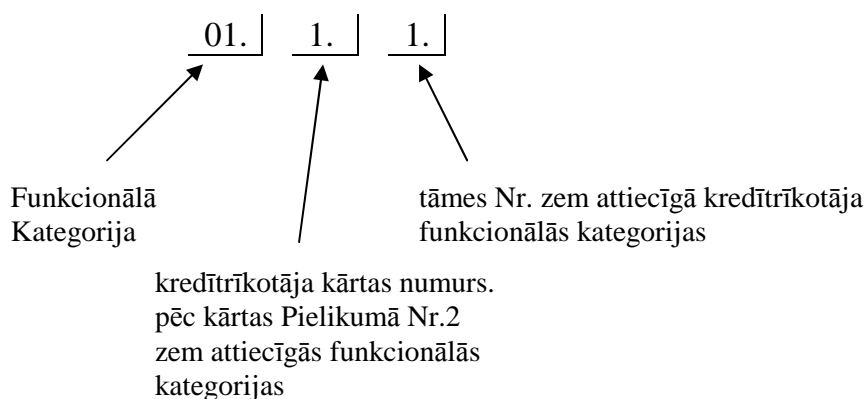 01. 1. 1.
Funkcionālā
Kategorija
tāmes Nr. zem attiecīgā kredītrīkotāja
funkcionālās kategorijas
kredītrīkotāja kārtas numurs.
pēc kārtas Pielikumā Nr.2
zem attiecīgās funkcionālās
kategorijas